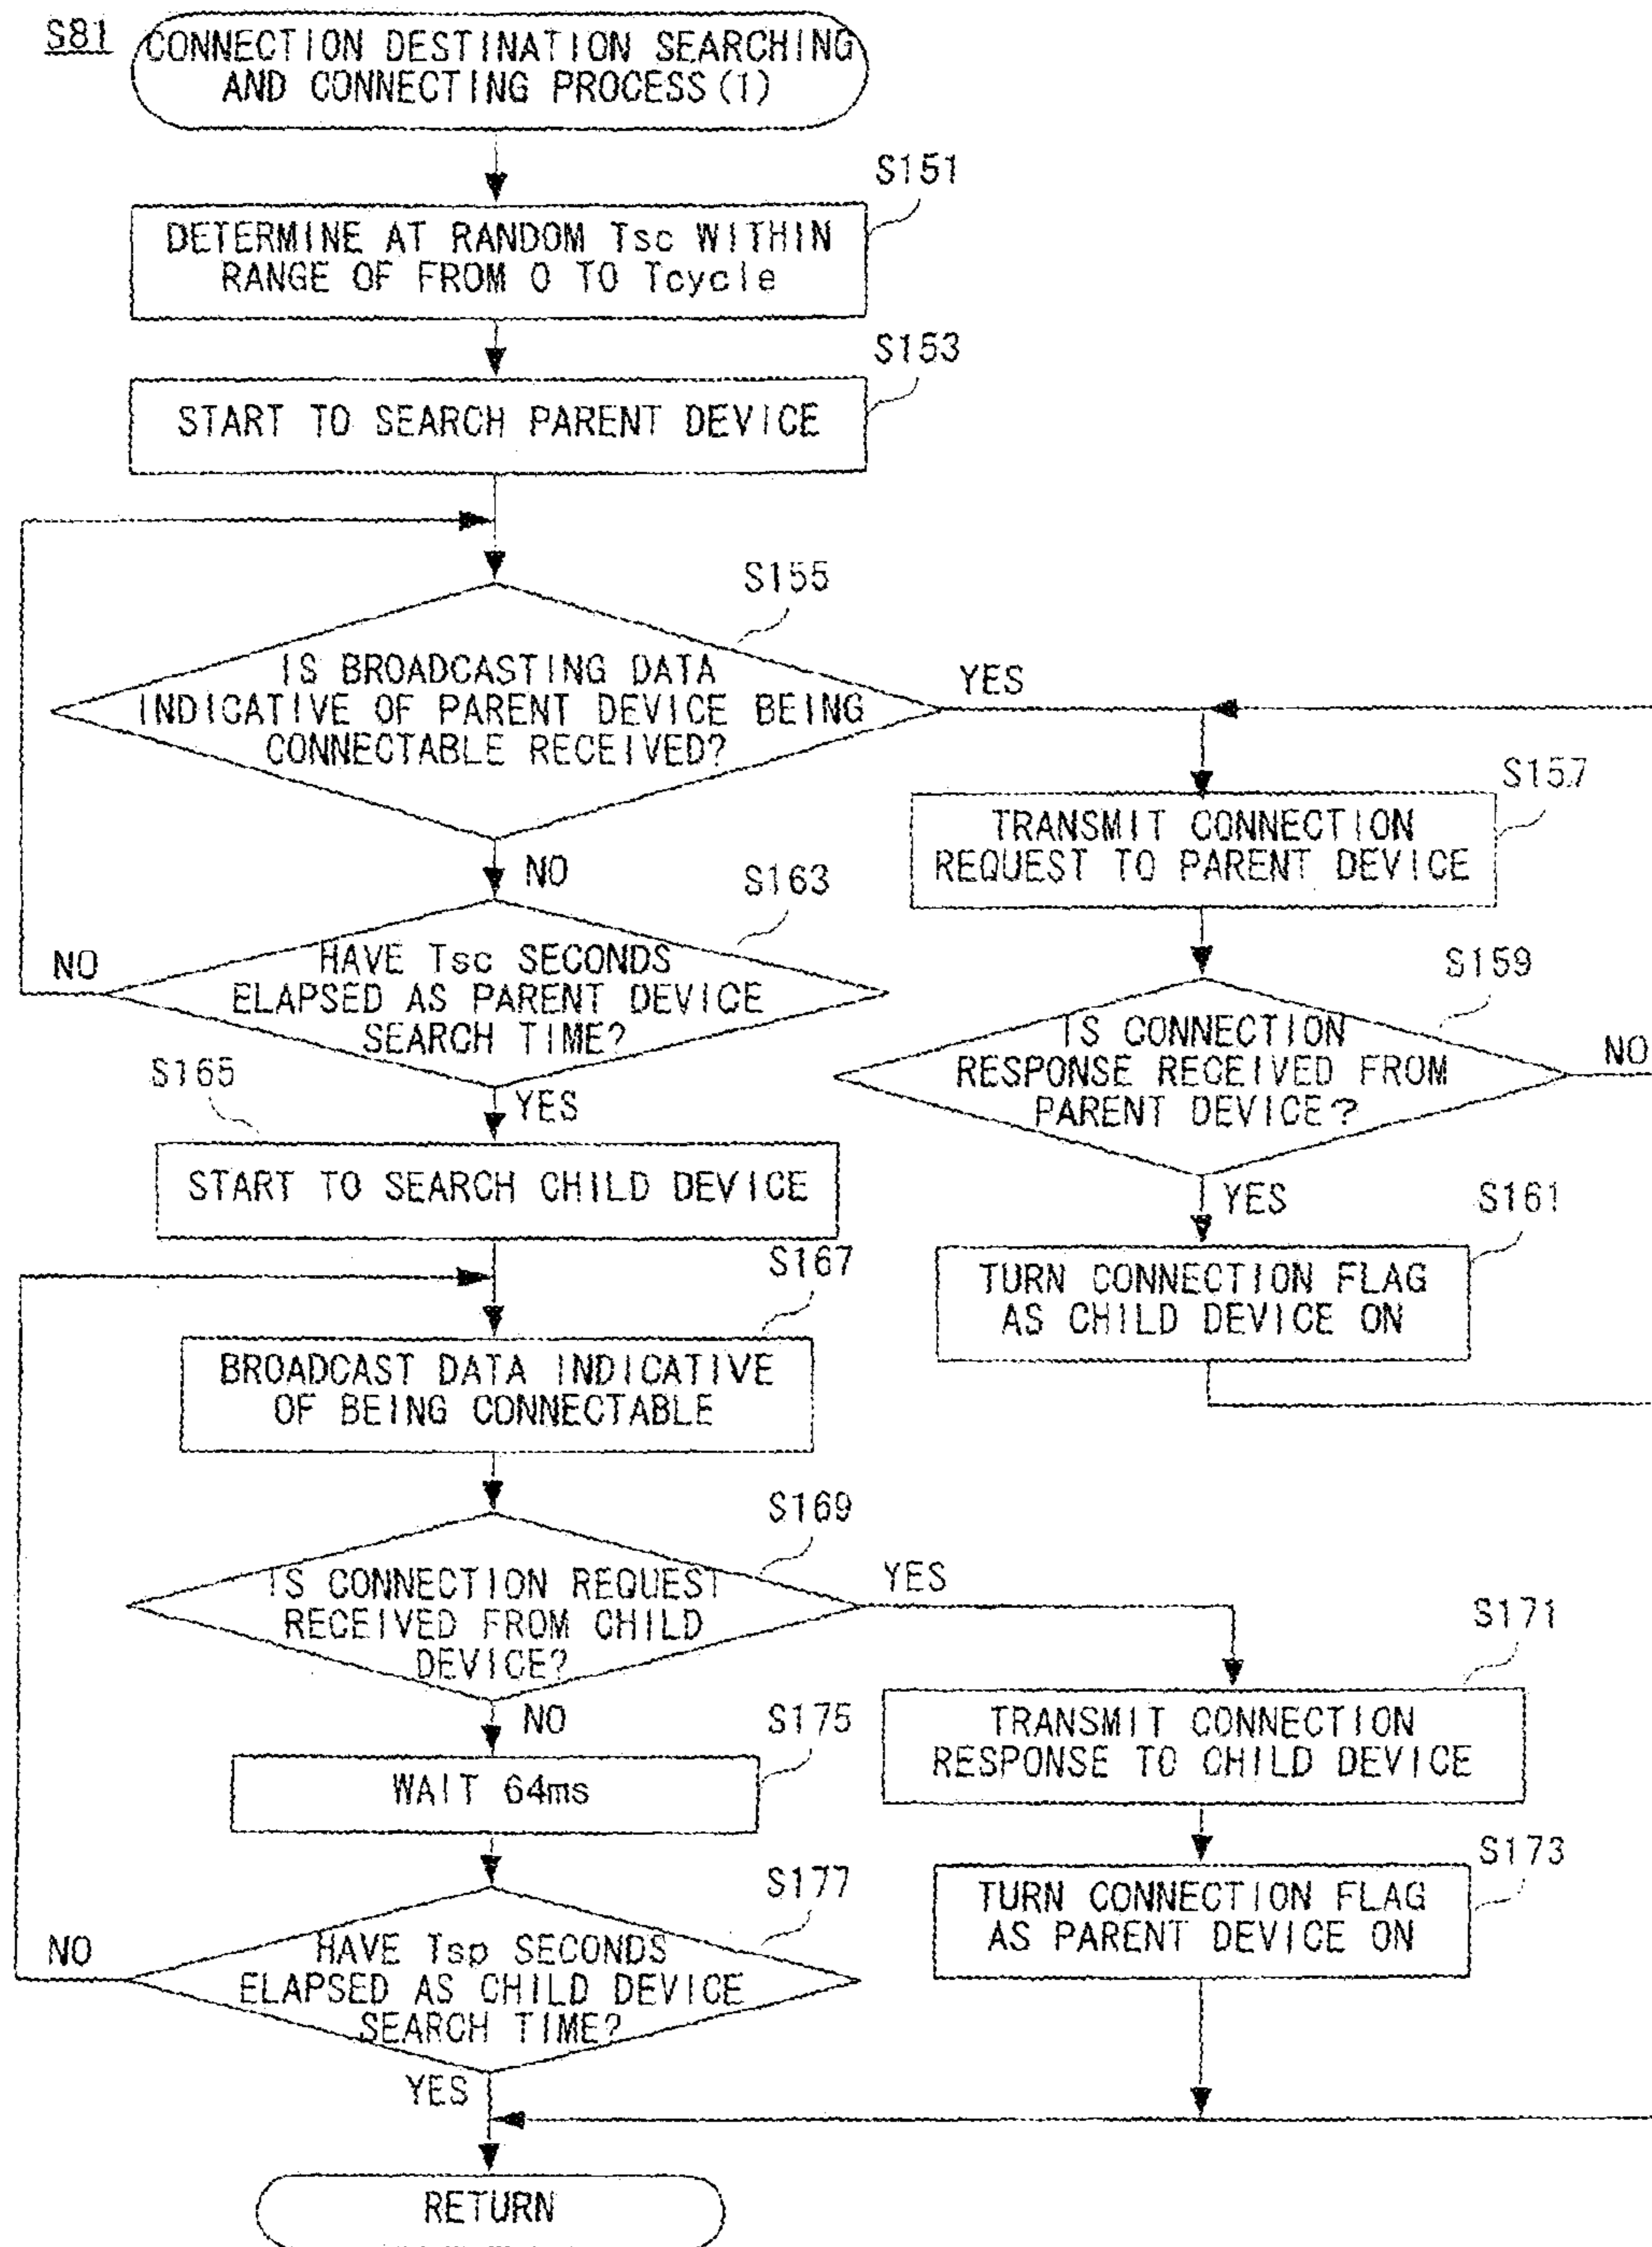 S81
CONNECTION DESTINATION SEARCHING
AND CONNECTING PROCESS(1)
S151
DETERMINE AT RANDOM Tsc WITHIN
RANGE OF FROM 0 TO Tcycle
S153
START TO SEARCH PARENT DEVICE
S155
IS BROADCASTING DATA
INDICATIVE OF PARENT DEVICE BEING
CONNECTABLE RECEIVED?
YES
S157
TRANSMIT CONNECTION
REQUEST TO PARENT DEVICE
NO
S163
HAVE Tsc SECONDS
ELAPSED AS PARENT DEVICE
SEARCH TIME?
NO
S159
IS CONNECTION
RESPONSE RECEIVED FROM
PARENT DEVICE?
NO
YES
S165
START TO SEARCH CHILD DEVICE
YES
S161
TURN CONNECTION FLAG
AS CHILD DEVICE ON
S167
BROADCAST DATA INDICATIVE
OF BEING CONNECTABLE
S169
IS CONNECTION REQUEST
RECEIVED FROM CHILD
DEVICE?
YES
S171
TRANSMIT CONNECTION
RESPONSE TO CHILD DEVICE
NO
S175
WAIT 64ms
S173
TURN CONNECTION FLAG
AS PARENT DEVICE ON
S177
HAVE Tsp SECONDS
ELAPSED AS CHILD DEVICE
SEARCH TIME?
NO
YES
RETURN